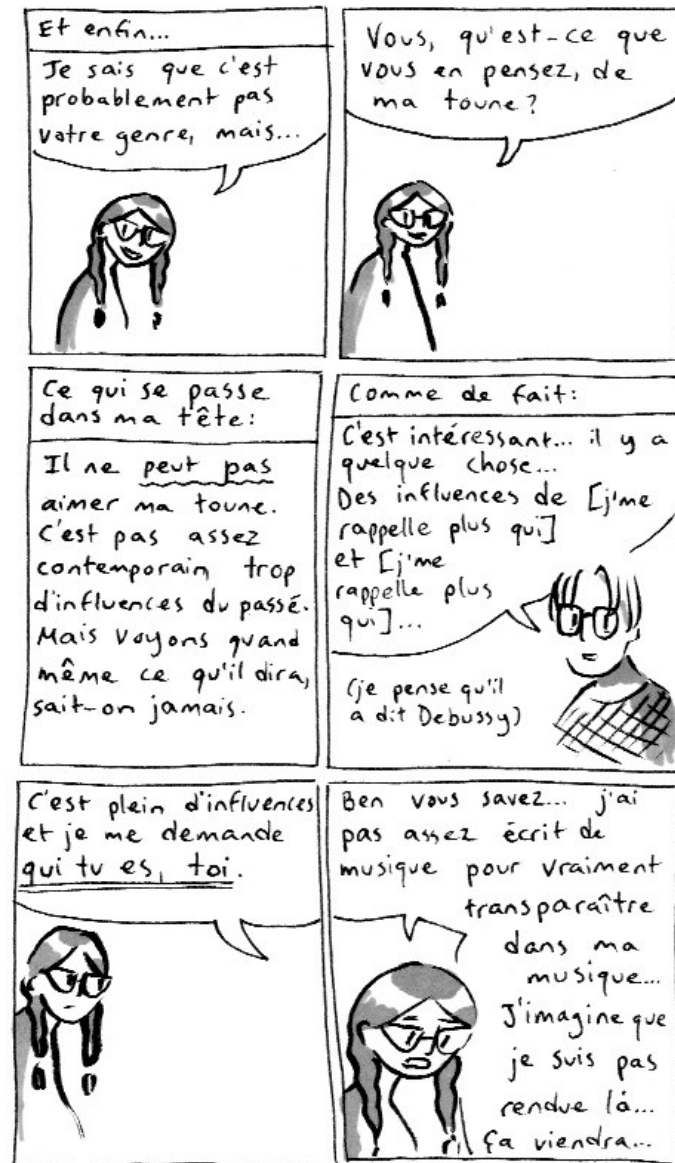 Et enfin...
Je sais que c'est
probablement pas
votre genre, mais...
Vous, qu'est-ce que
vous en pensez, de
ma toune?
Ce qui se passe
dans ma tête:
Il ne peut pas
aimer ma toune.
C'est pas assez
contemporain, trop
d'influences du passé.
Mais voyons quand
même ce qu'il dira,
sait-on jamais.
Comme de fait:
C'est intéressant... il y a
quelque chose...
Des influences de [j'me
rappelle plus qui]
et [j'me
rappelle plus
qui]...
(je pense qu'il
a dit Debussy)
C'est plein d'influences
et je me demande
qui tu es, toi.
Ben vous savez... j'ai
pas assez écrit de
musique pour vraiment
transparaître
dans ma
musique...
J'imagine que
je suis pas
rendue là...
Ça viendra...